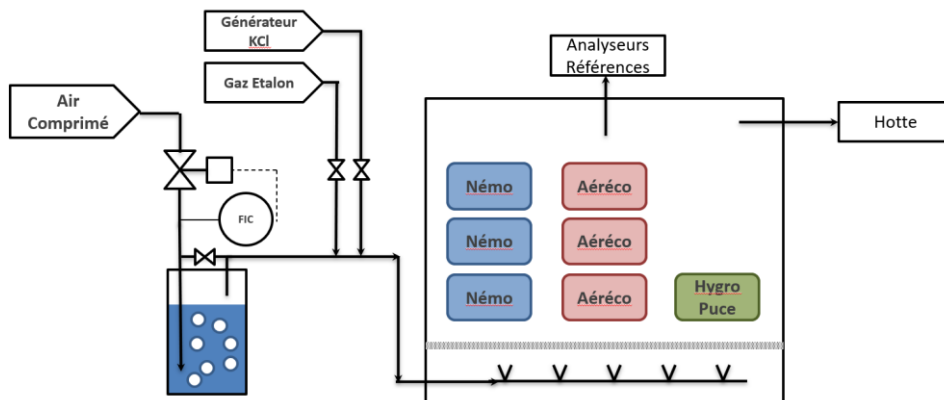 Générateur
KCl
Gaz Etalon
Air
Comprimé
FIC
Analyseurs
Références
Hotte
Némo
Aéréco
Némo
Aéréco
Némo
Aéréco
Hygro
Puce